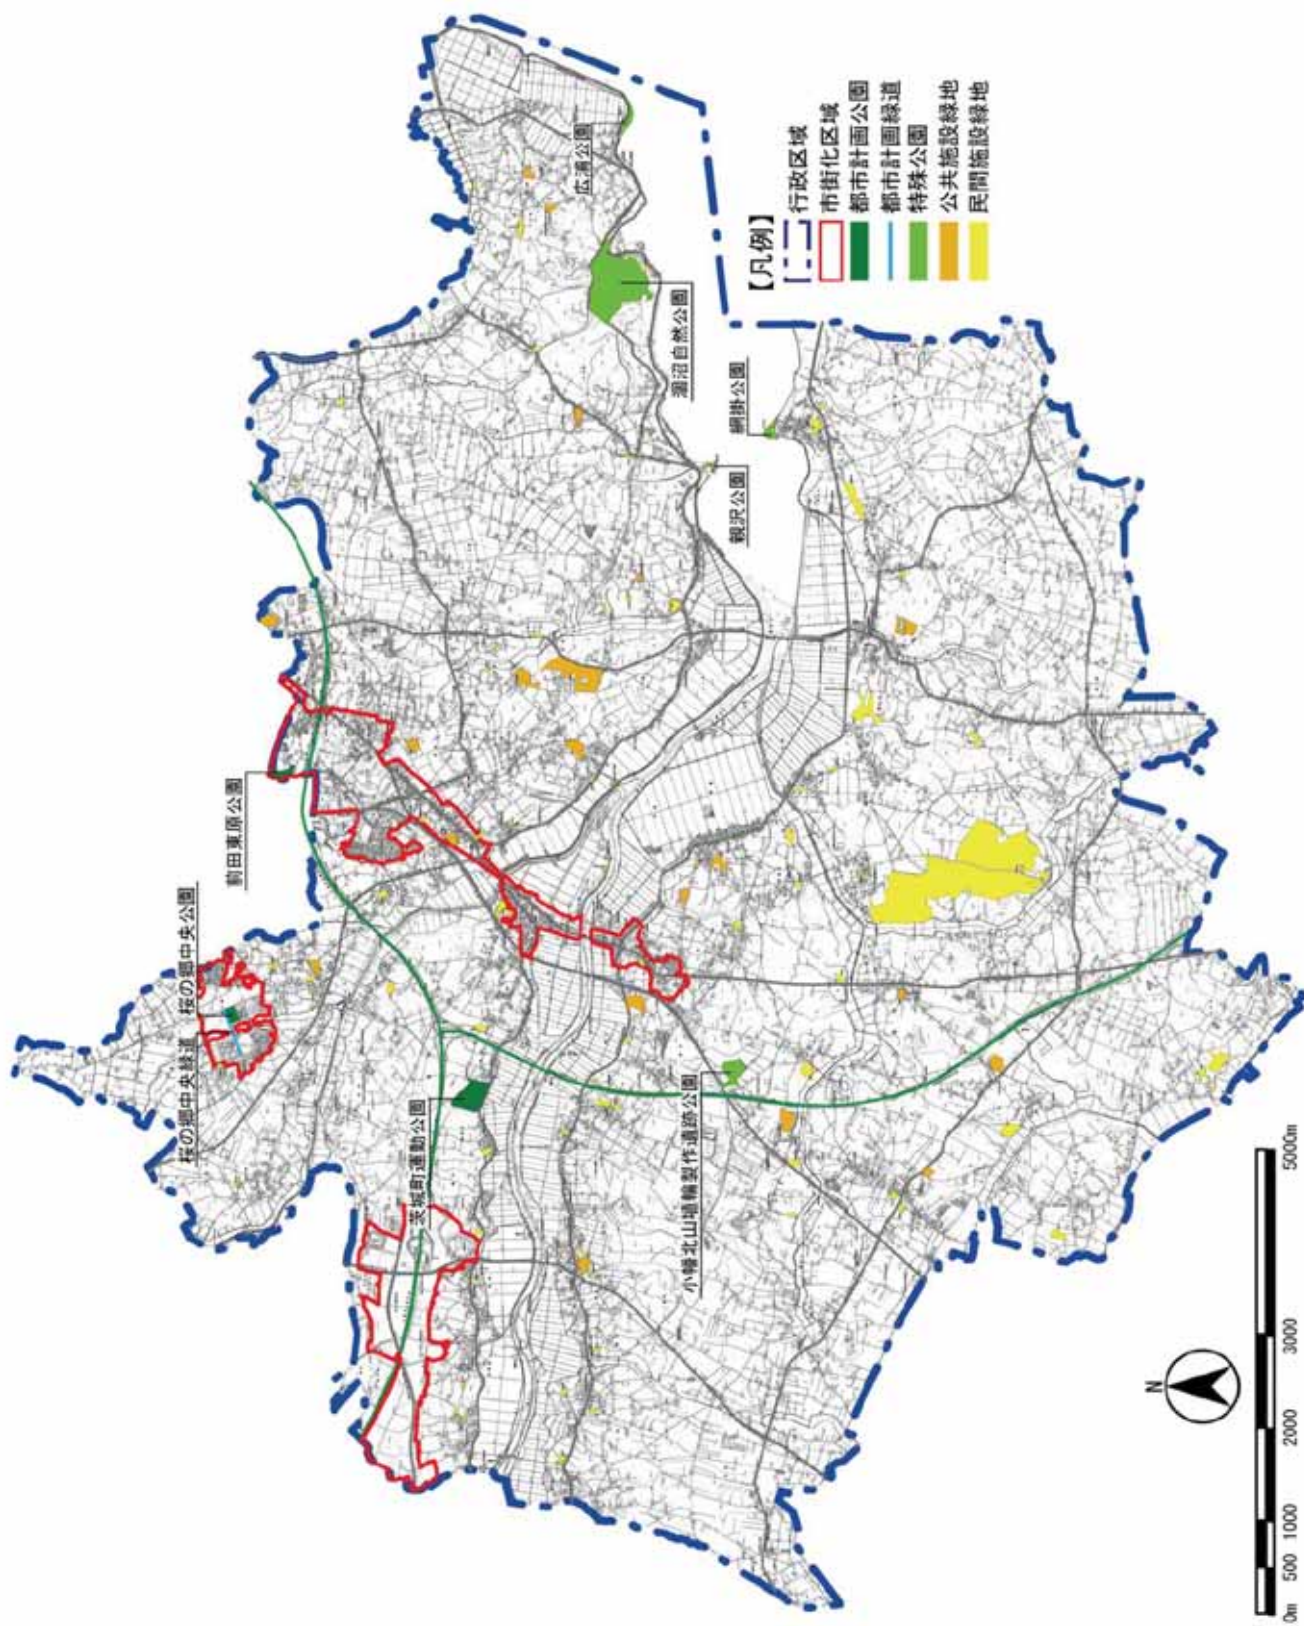 桜の郷中央緑道
桜の郷中央公園
前田東原公園
茨城町運動公園
小幡北山埴輪製作遺跡公園
親沢公園
網掛公園
涸沼自然公園
広浦公園
【凡例】
行政区域
市街化区域
都市計画公園
都市計画緑道
特殊公園
公共施設緑地
民間施設緑地
N
0m 500 1000 2000 3000 5000m